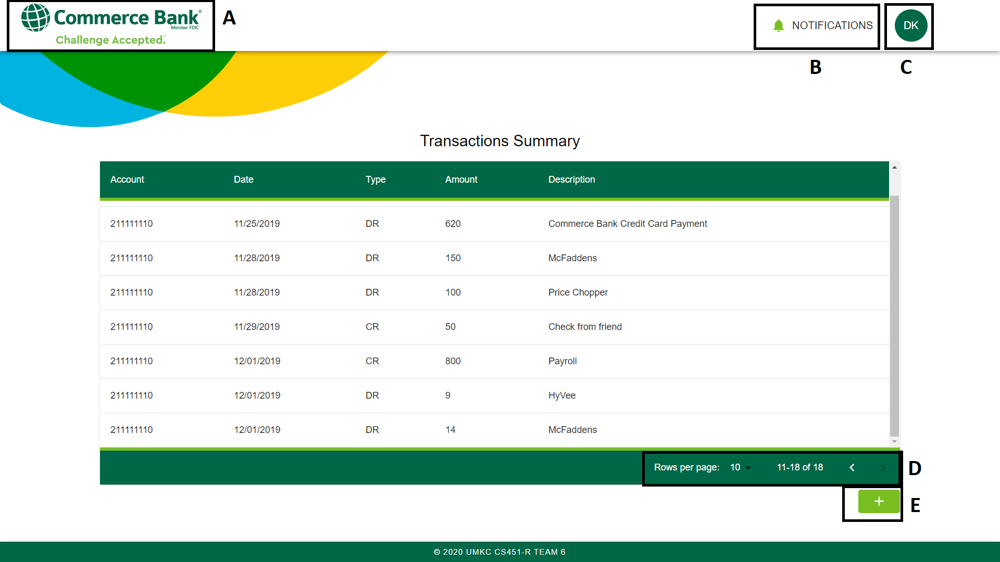 Commerce Bank®
Member FDIC
Challenge Accepted.™
A
NOTIFICATIONS
DK
B
C
Transactions Summary
Account Date Type Amount Description
211111110 11/25/2019 DR 620 Commerce Bank Credit Card Payment
211111110 11/28/2019 DR 150 McFaddens
211111110 11/28/2019 DR 100 Price Chopper
211111110 11/29/2019 CR 50 Check from friend
211111110 12/01/2019 CR 800 Payroll
211111110 12/01/2019 DR 9 HyVee
211111110 12/01/2019 DR 14 McFaddens
Rows per page: 10 11-18 of 18
D
+
E
© 2020 UMKC CS451-R TEAM 6